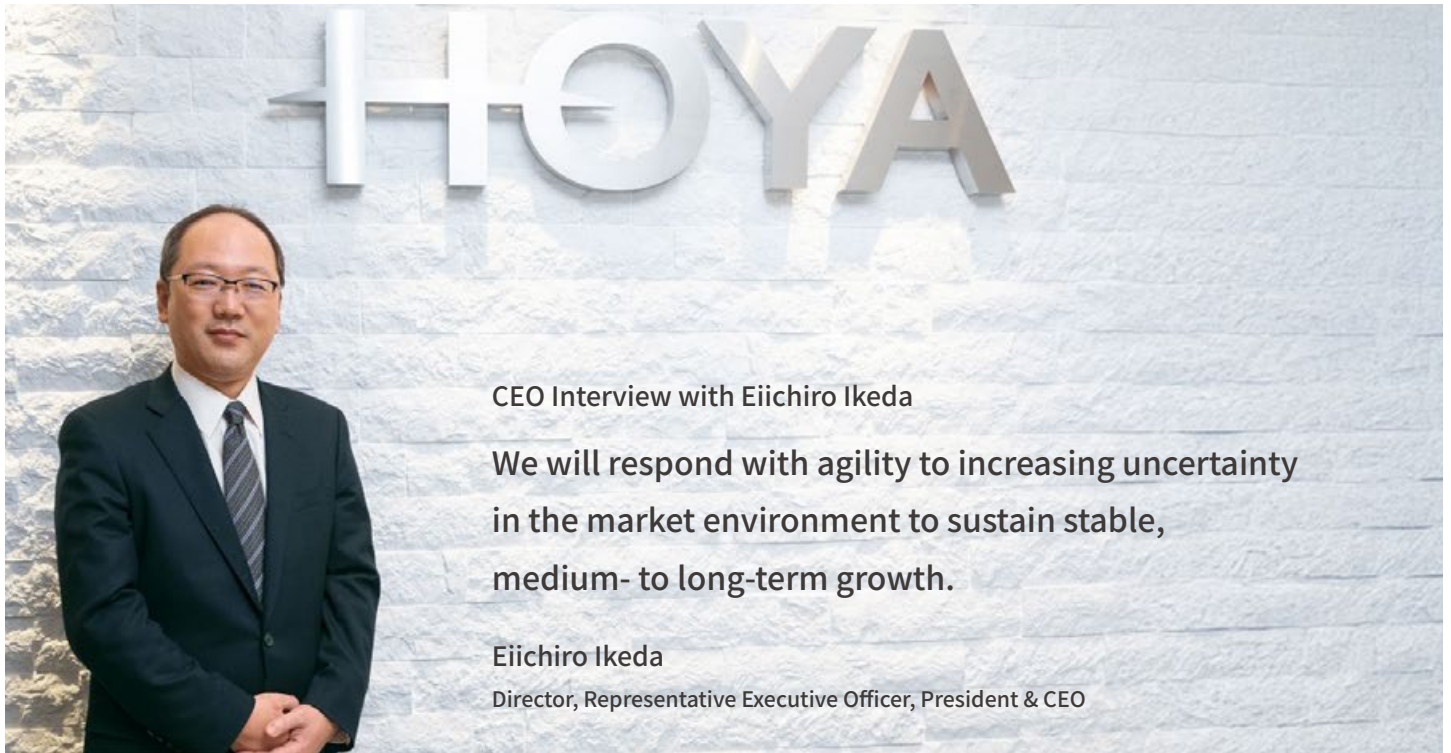 HOYA
CEO Interview with Eiichiro Ikeda
We will respond with agility to increasing uncertainty
in the market environment to sustain stable,
medium- to long-term growth.
Eiichiro Ikeda
Director, Representative Executive Officer, President & CEO